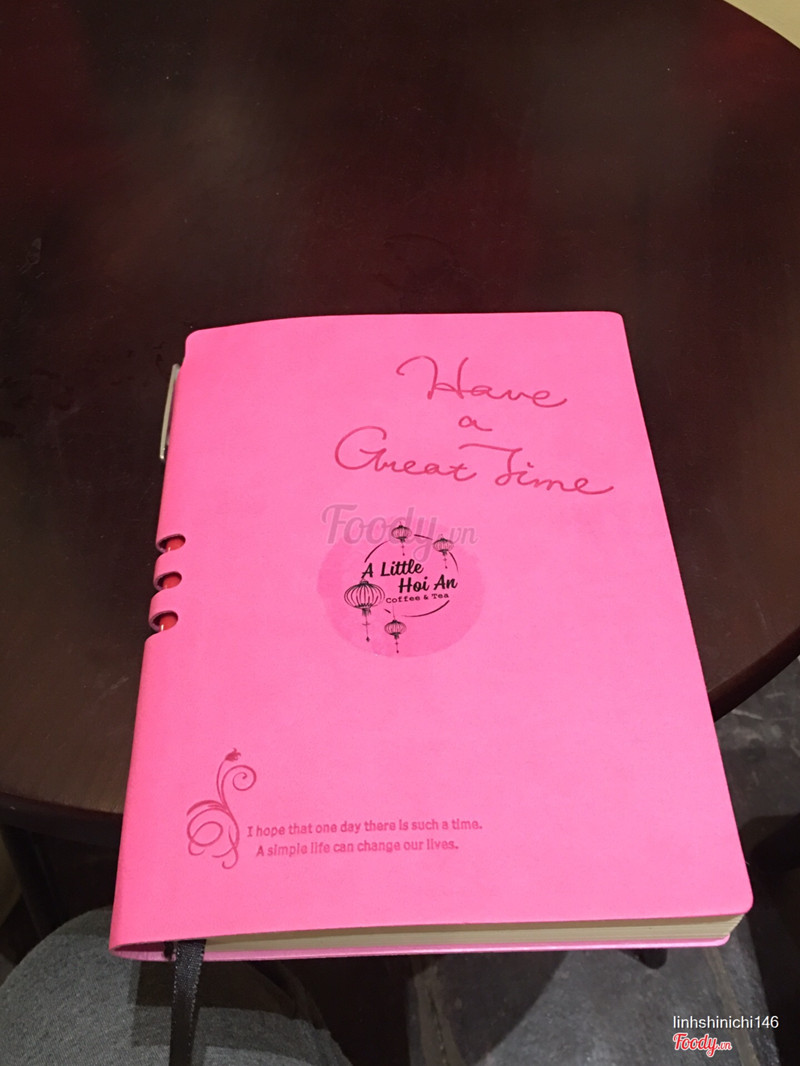 Have
a
Great Time
Foody.vn
A Little
Hoi An
Coffee & Tea
I hope that one day there is such a time.
A simple life can change our lives.
linhshinichi146
Foody.vn